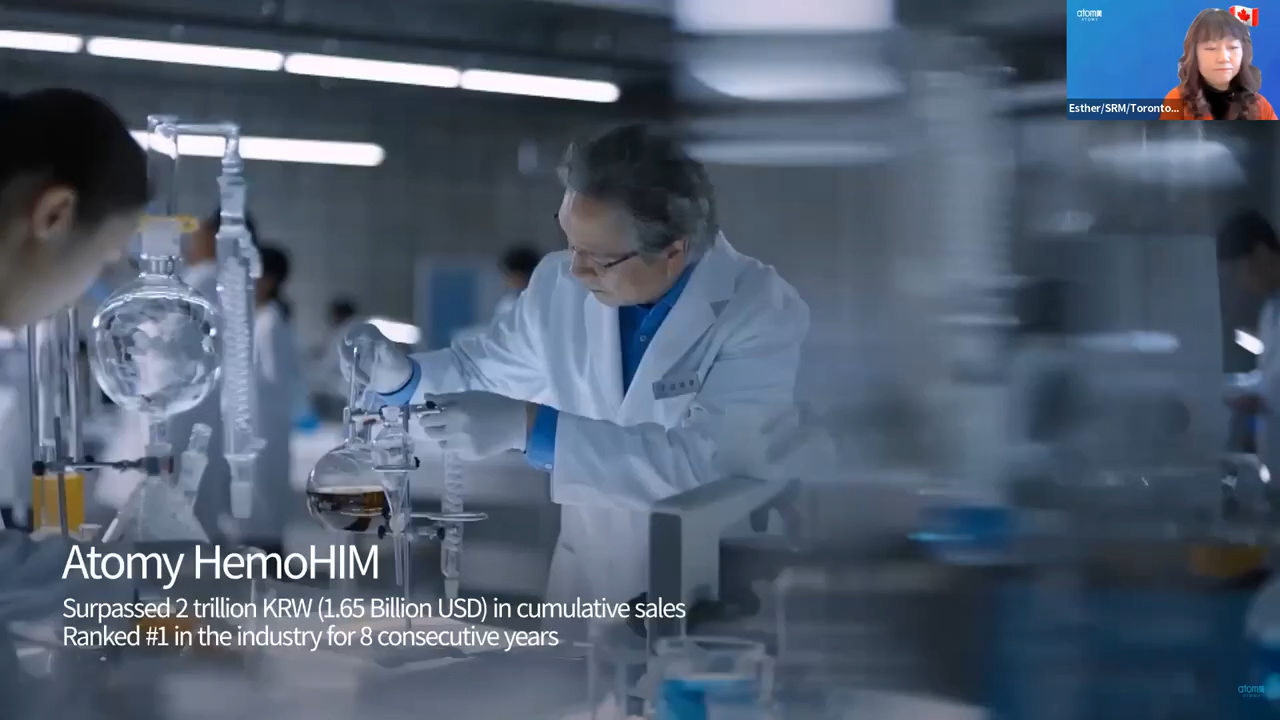 atomy
Esther/SRM/Toronto...
Atomy HemoHIM
Surpassed 2 trillion KRW (1.65 Billion USD) in cumulative sales
Ranked #1 in the industry for 8 consecutive years
atomy